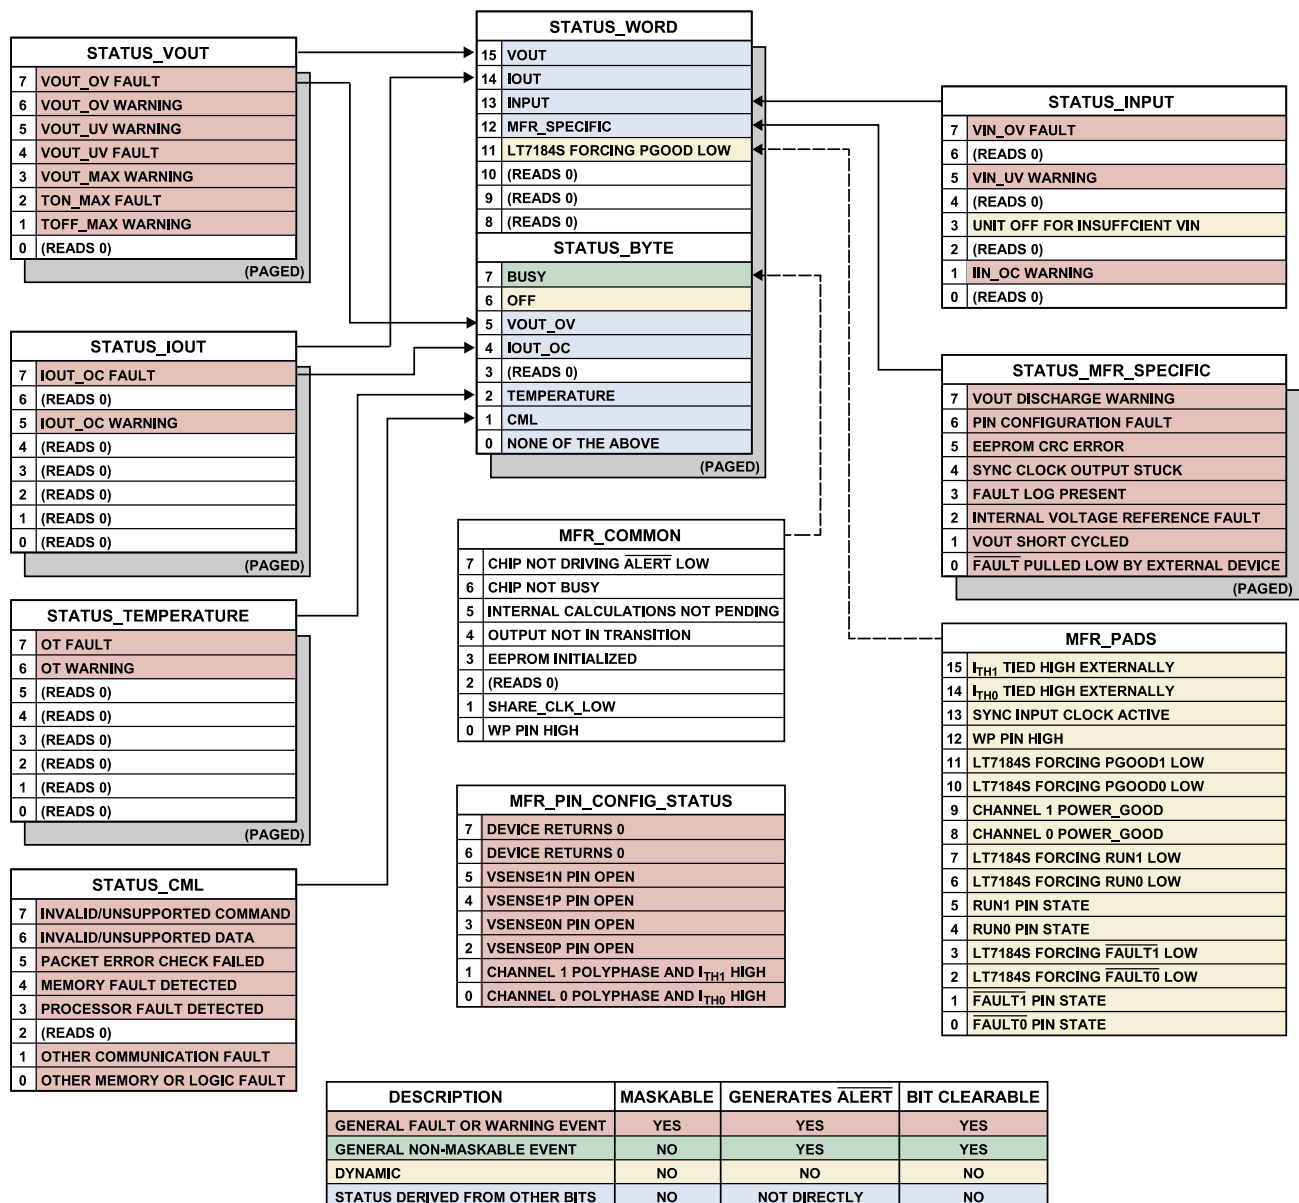 STATUS_VOUT
7 VOUT_OV FAULT
6 VOUT_OV WARNING
5 VOUT_UV WARNING
4 VOUT_UV FAULT
3 VOUT_MAX WARNING
2 TON_MAX FAULT
1 TOFF_MAX WARNING
0 (READS 0)
(PAGED)
STATUS_IOUT
7 IOUT_OC FAULT
6 (READS 0)
5 IOUT_OC WARNING
4 (READS 0)
3 (READS 0)
2 (READS 0)
1 (READS 0)
0 (READS 0)
(PAGED)
STATUS_TEMPERATURE
7 OT FAULT
6 OT WARNING
5 (READS 0)
4 (READS 0)
3 (READS 0)
2 (READS 0)
1 (READS 0)
0 (READS 0)
(PAGED)
STATUS_CML
7 INVALID/UNSUPPORTED COMMAND
6 INVALID/UNSUPPORTED DATA
5 PACKET ERROR CHECK FAILED
4 MEMORY FAULT DETECTED
3 PROCESSOR FAULT DETECTED
2 (READS 0)
1 OTHER COMMUNICATION FAULT
0 OTHER MEMORY OR LOGIC FAULT
STATUS_WORD
15 VOUT
14 IOUT
13 INPUT
12 MFR_SPECIFIC
11 LT7184S FORCING PGOOD LOW
10 (READS 0)
9 (READS 0)
8 (READS 0)
STATUS_BYTE
7 BUSY
6 OFF
5 VOUT_OV
4 IOUT_OC
3 (READS 0)
2 TEMPERATURE
1 CML
0 NONE OF THE ABOVE
(PAGED)
MFR_COMMON
7 CHIP NOT DRIVING ALERT LOW
6 CHIP NOT BUSY
5 INTERNAL CALCULATIONS NOT PENDING
4 OUTPUT NOT IN TRANSITION
3 EEPROM INITIALIZED
2 (READS 0)
1 SHARE_CLK_LOW
0 WP PIN HIGH
MFR_PIN_CONFIG_STATUS
7 DEVICE RETURNS 0
6 DEVICE RETURNS 0
5 VSENSE1N PIN OPEN
4 VSENSE1P PIN OPEN
3 VSENSE0N PIN OPEN
2 VSENSE0P PIN OPEN
1 CHANNEL 1 POLYPHASE AND ITH1 HIGH
0 CHANNEL 0 POLYPHASE AND ITH0 HIGH
STATUS_INPUT
7 VIN_OV FAULT
6 (READS 0)
5 VIN_UV WARNING
4 (READS 0)
3 UNIT OFF FOR INSUFFCIENT VIN
2 (READS 0)
1 IIN_OC WARNING
0 (READS 0)
STATUS_MFR_SPECIFIC
7 VOUT DISCHARGE WARNING
6 PIN CONFIGURATION FAULT
5 EEPROM CRC ERROR
4 SYNC CLOCK OUTPUT STUCK
3 FAULT LOG PRESENT
2 INTERNAL VOLTAGE REFERENCE FAULT
1 VOUT SHORT CYCLED
0 FAULT PULLED LOW BY EXTERNAL DEVICE
(PAGED)
MFR_PADS
15 ITH1 TIED HIGH EXTERNALLY
14 ITH0 TIED HIGH EXTERNALLY
13 SYNC INPUT CLOCK ACTIVE
12 WP PIN HIGH
11 LT7184S FORCING PGOOD1 LOW
10 LT7184S FORCING PGOOD0 LOW
9 CHANNEL 1 POWER_GOOD
8 CHANNEL 0 POWER_GOOD
7 LT7184S FORCING RUN1 LOW
6 LT7184S FORCING RUN0 LOW
5 RUN1 PIN STATE
4 RUN0 PIN STATE
3 LT7184S FORCING FAULT1 LOW
2 LT7184S FORCING FAULT0 LOW
1 FAULT1 PIN STATE
0 FAULT0 PIN STATE
DESCRIPTION MASKABLE GENERATES ALERT BIT CLEARABLE
GENERAL FAULT OR WARNING EVENT YES YES YES
GENERAL NON-MASKABLE EVENT NO YES YES
DYNAMIC NO NO NO
STATUS DERIVED FROM OTHER BITS NO NOT DIRECTLY NO